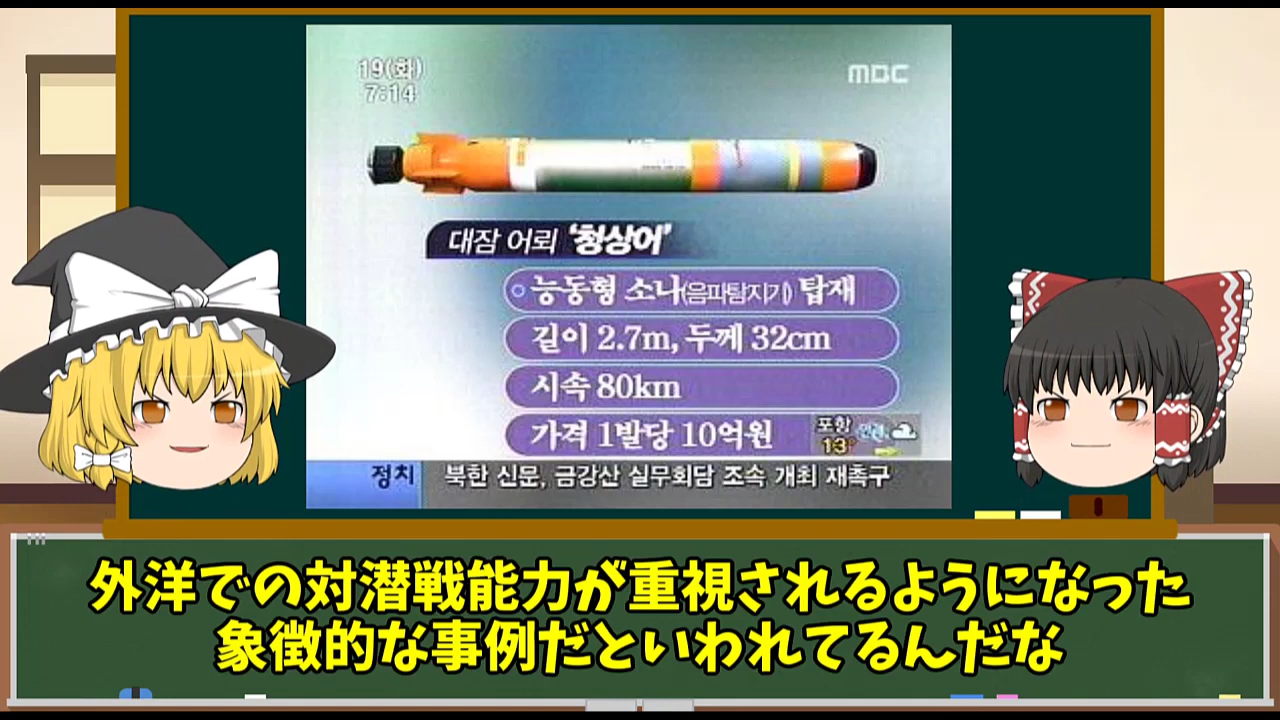 19(화)
7:14
MBC
대잠 어뢰 '청상어'
능동형 소나(음파탐지기) 탑재
길이 2.7m, 두께 32cm
시속 80km
가격 1발당 10억원
포항
13°
정치
북한 신문, 금강산 실무회담 조속 개최 재촉구
外洋での対潜戦能力が重視されるようになった
象徴的な事例だといわれてるんだな